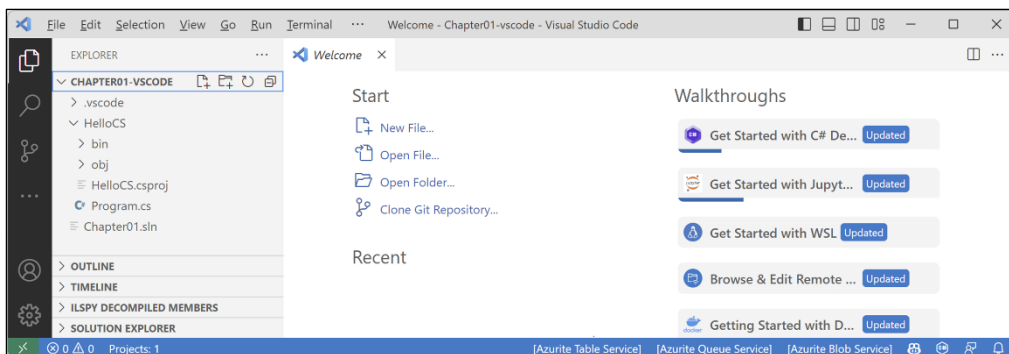 File Edit Selection View Go Run Terminal ··· Welcome - Chapter01-vscode - Visual Studio Code
EXPLORER ···
Welcome
CHAPTER01-VSCODE
.vscode
HelloCS
bin
obj
HelloCS.csproj
Program.cs
Chapter01.sln
OUTLINE
TIMELINE
ILSPY DECOMPILED MEMBERS
SOLUTION EXPLORER
Start
New File...
Open File...
Open Folder...
Clone Git Repository...
Recent
Walkthroughs
Get Started with C# De... Updated
Get Started with Jupyt... Updated
Get Started with WSL Updated
Browse & Edit Remote ... Updated
Getting Started with D... Updated
0 0 Projects: 1 [Azurite Table Service] [Azurite Queue Service] [Azurite Blob Service]